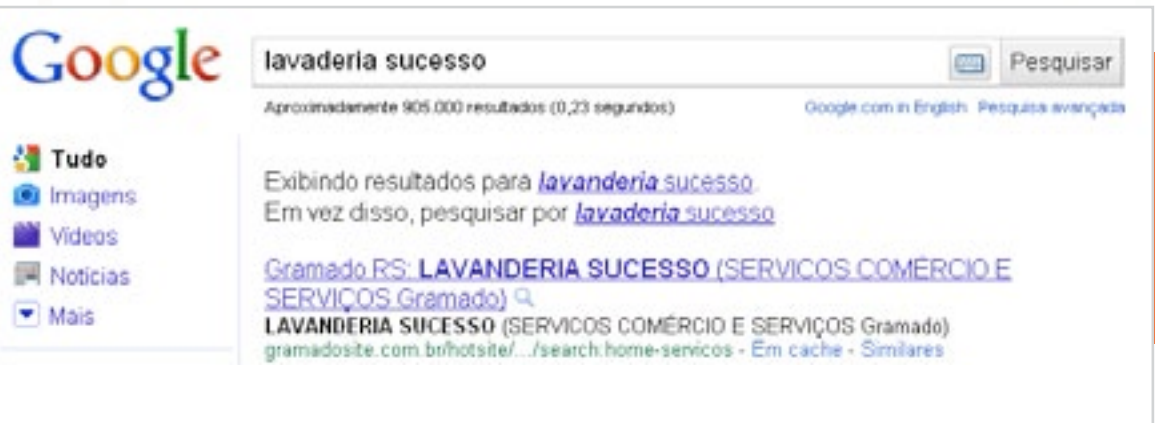 Google
lavaderia sucesso
Pesquisar
Aproximadamente 905.000 resultados (0,23 segundos)
Google.com in English Pesquisa avançada
Tudo
Imagens
Vídeos
Notícias
Mais
Exibindo resultados para lavanderia sucesso.
Em vez disso, pesquisar por lavaderia sucesso
Gramado RS: LAVANDERIA SUCESSO (SERVICOS COMÉRCIO E
SERVIÇOS Gramado)
LAVANDERIA SUCESSO (SERVICOS COMÉRCIO E SERVIÇOS Gramado)
gramadosite.com.br/hotsite/.../search:home-servicos - Em cache - Similares